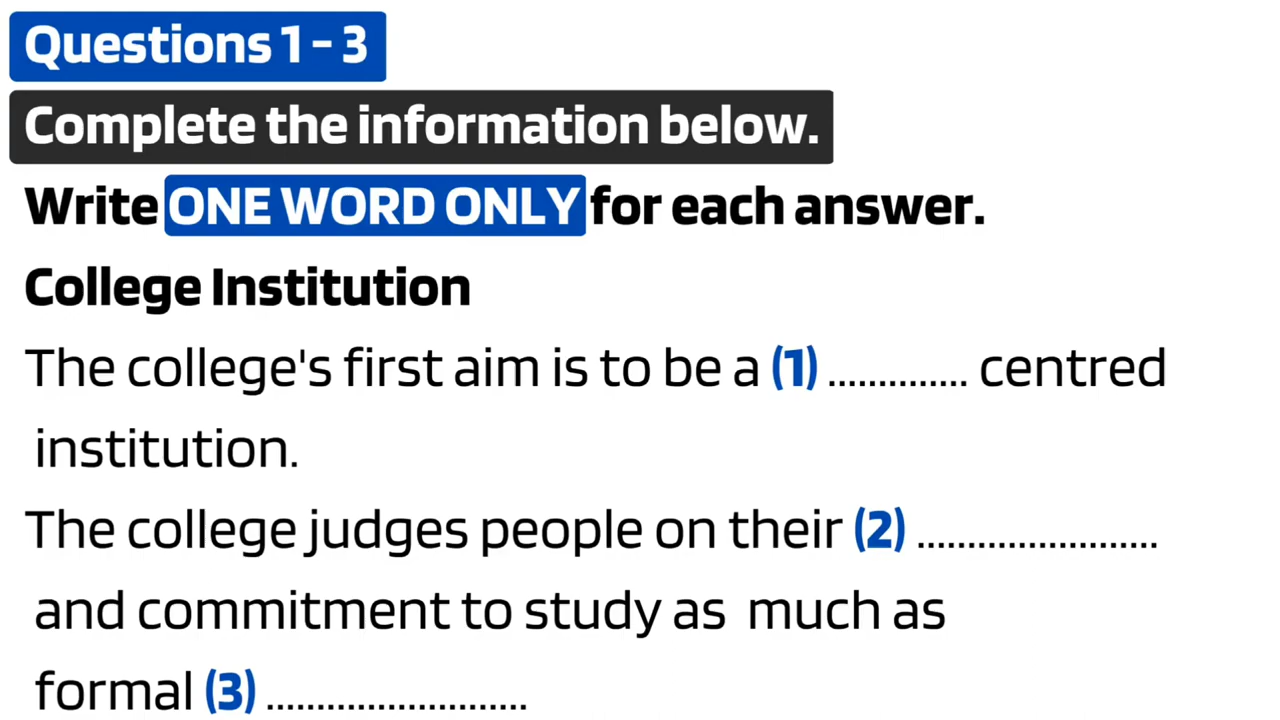 Questions 1 - 3
Complete the information below.
Write ONE WORD ONLY for each answer.
College Institution
The college's first aim is to be a (1) .............. centred
institution.
The college judges people on their (2) ........................
and commitment to study as much as
formal (3) ..........................